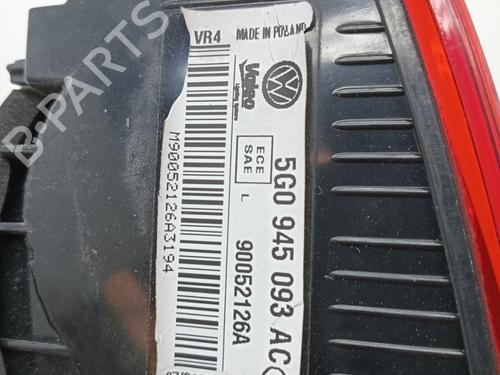 VR4 MADE IN POLAND
Valeo
ECE
SAE
L
5G0 945 093 AC
90052126A
M90052126A3194
B-PARTS